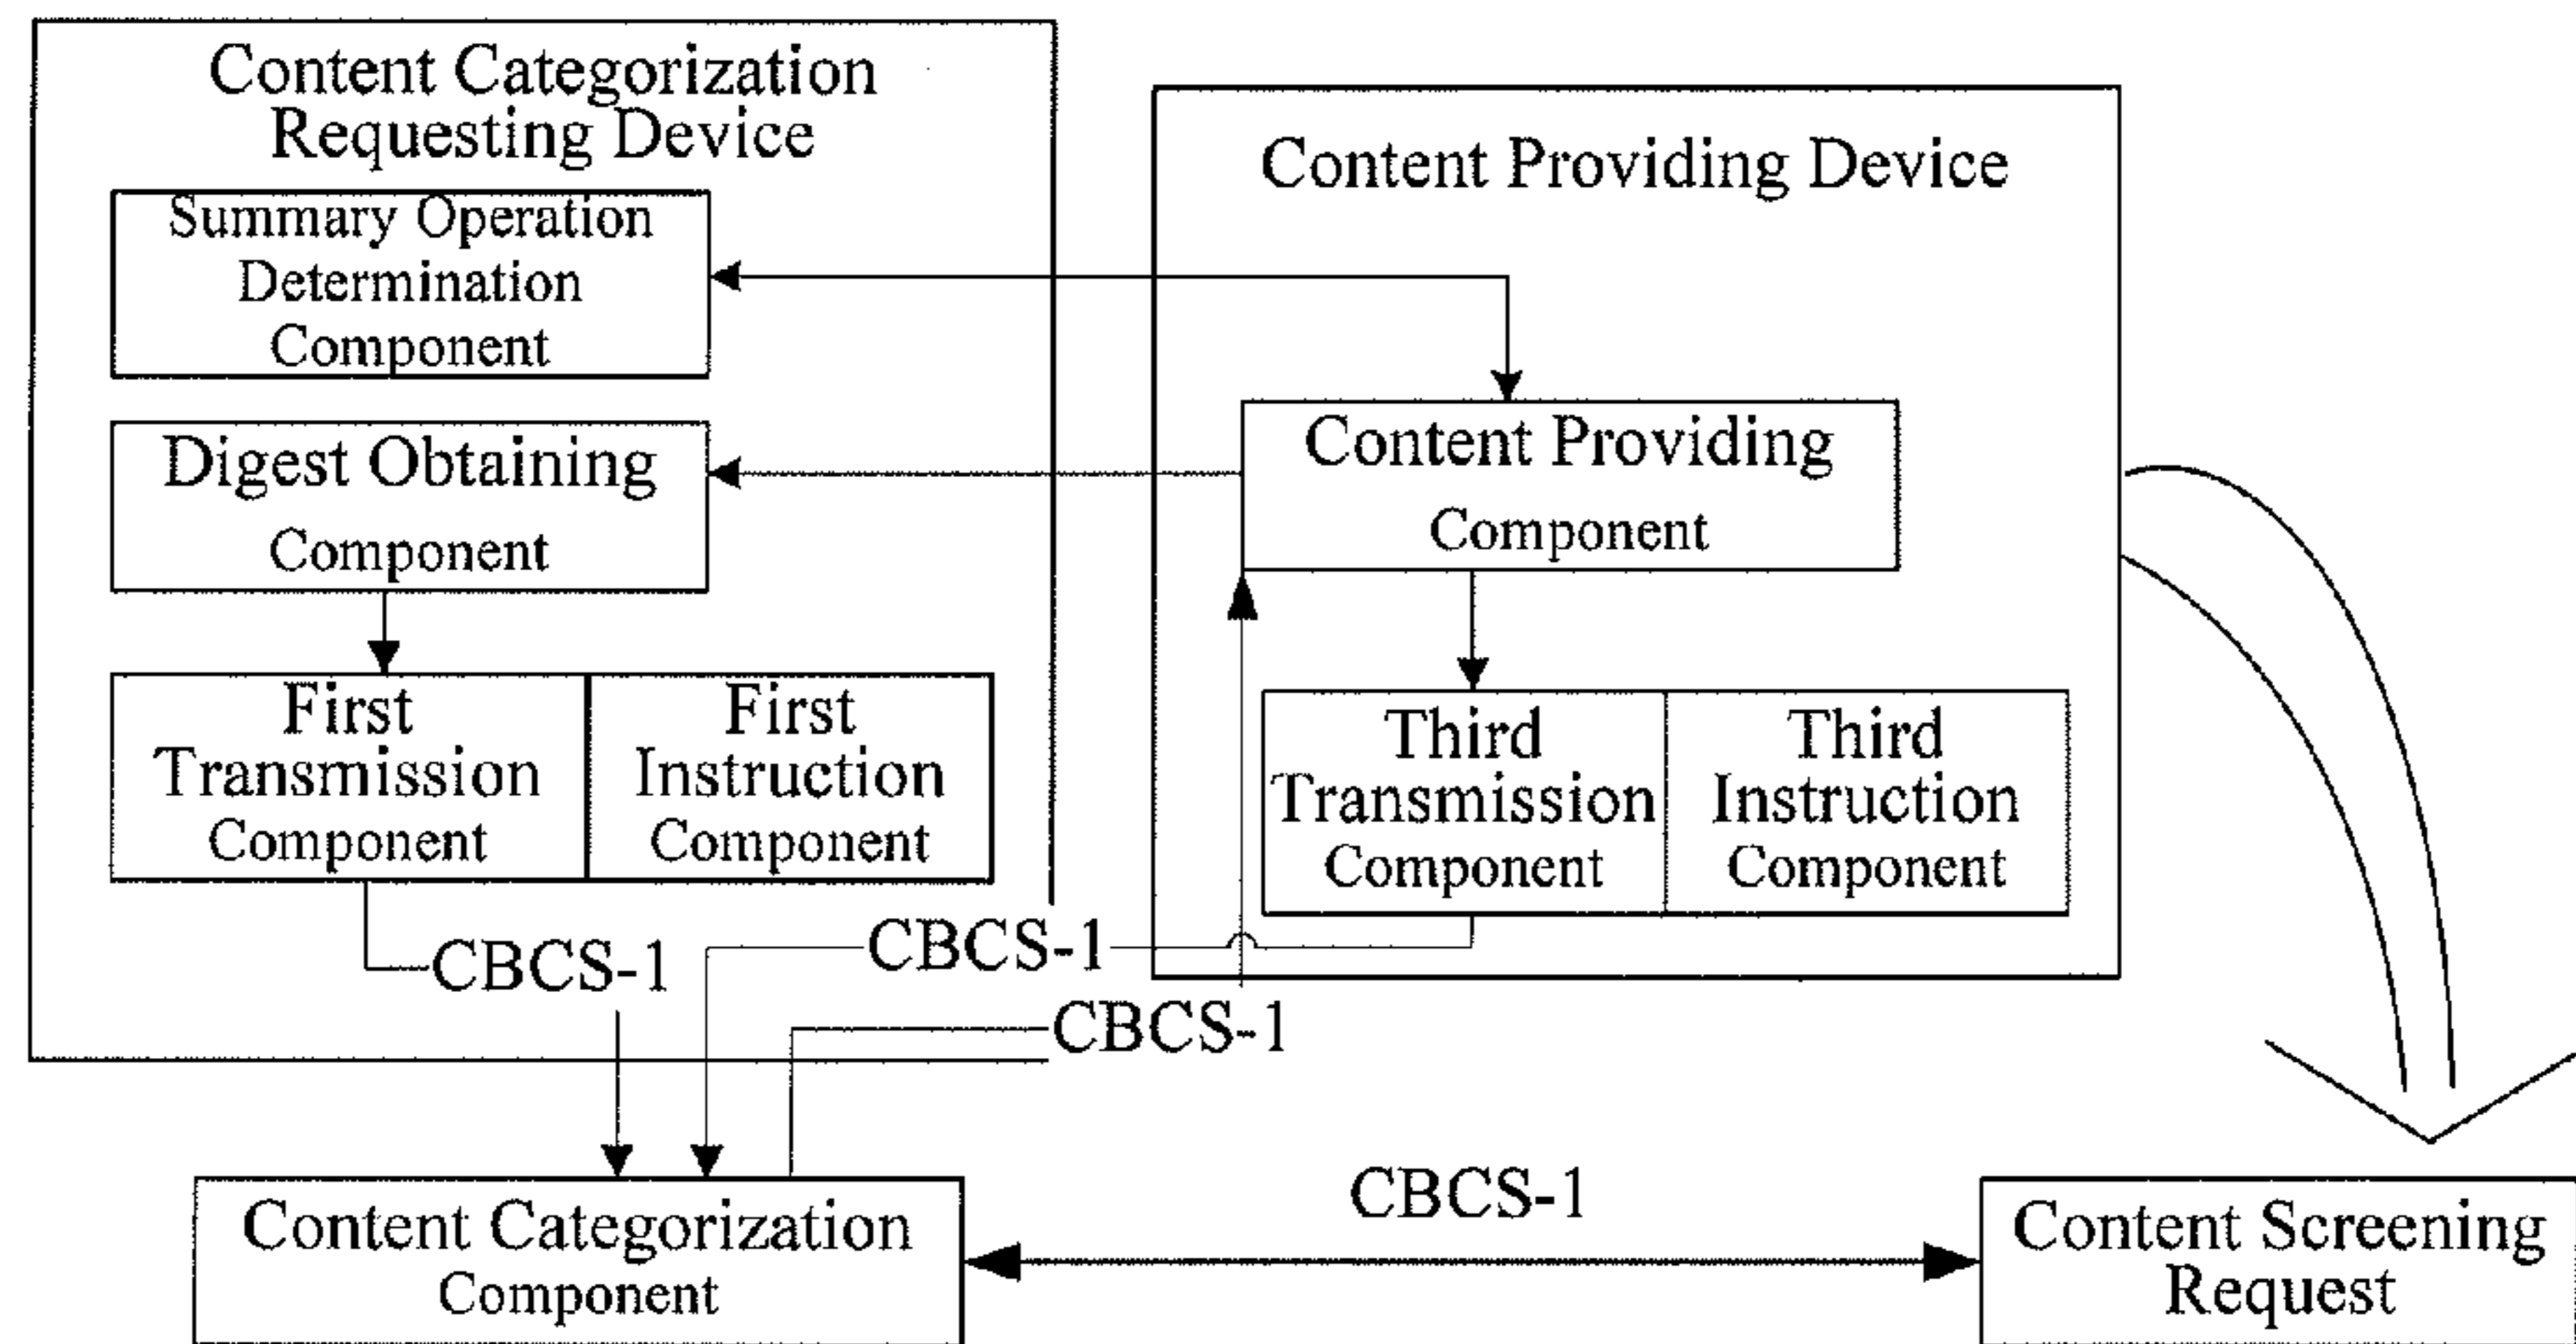 Content Categorization
Requesting Device
Summary Operation
Determination
Component
Digest Obtaining
Component
First
Transmission
Component
First
Instruction
Component
Content Providing Device
Content Providing
Component
Third
Transmission
Component
Third
Instruction
Component
CBCS-1
CBCS-1
CBCS-1
Content Categorization
Component
CBCS-1
Content Screening
Request